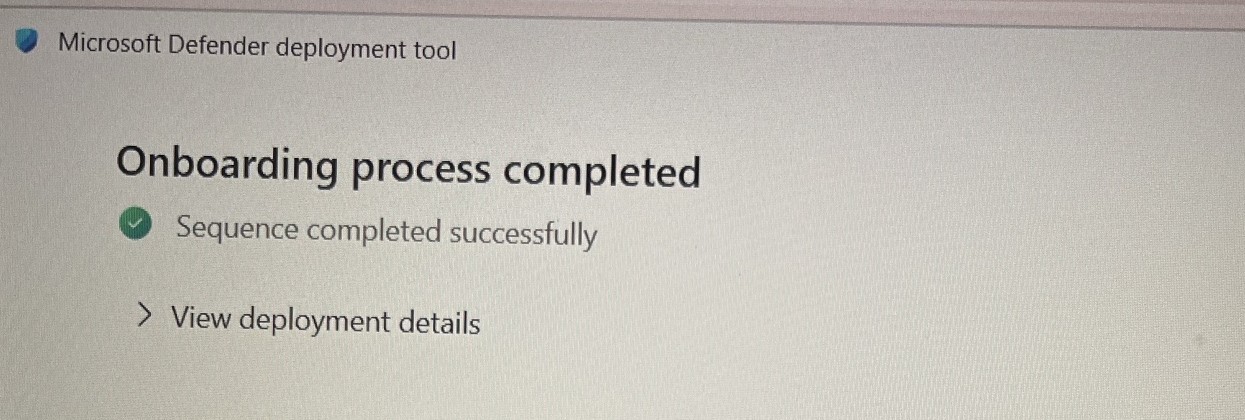 Microsoft Defender deployment tool
Onboarding process completed
Sequence completed successfully
View deployment details